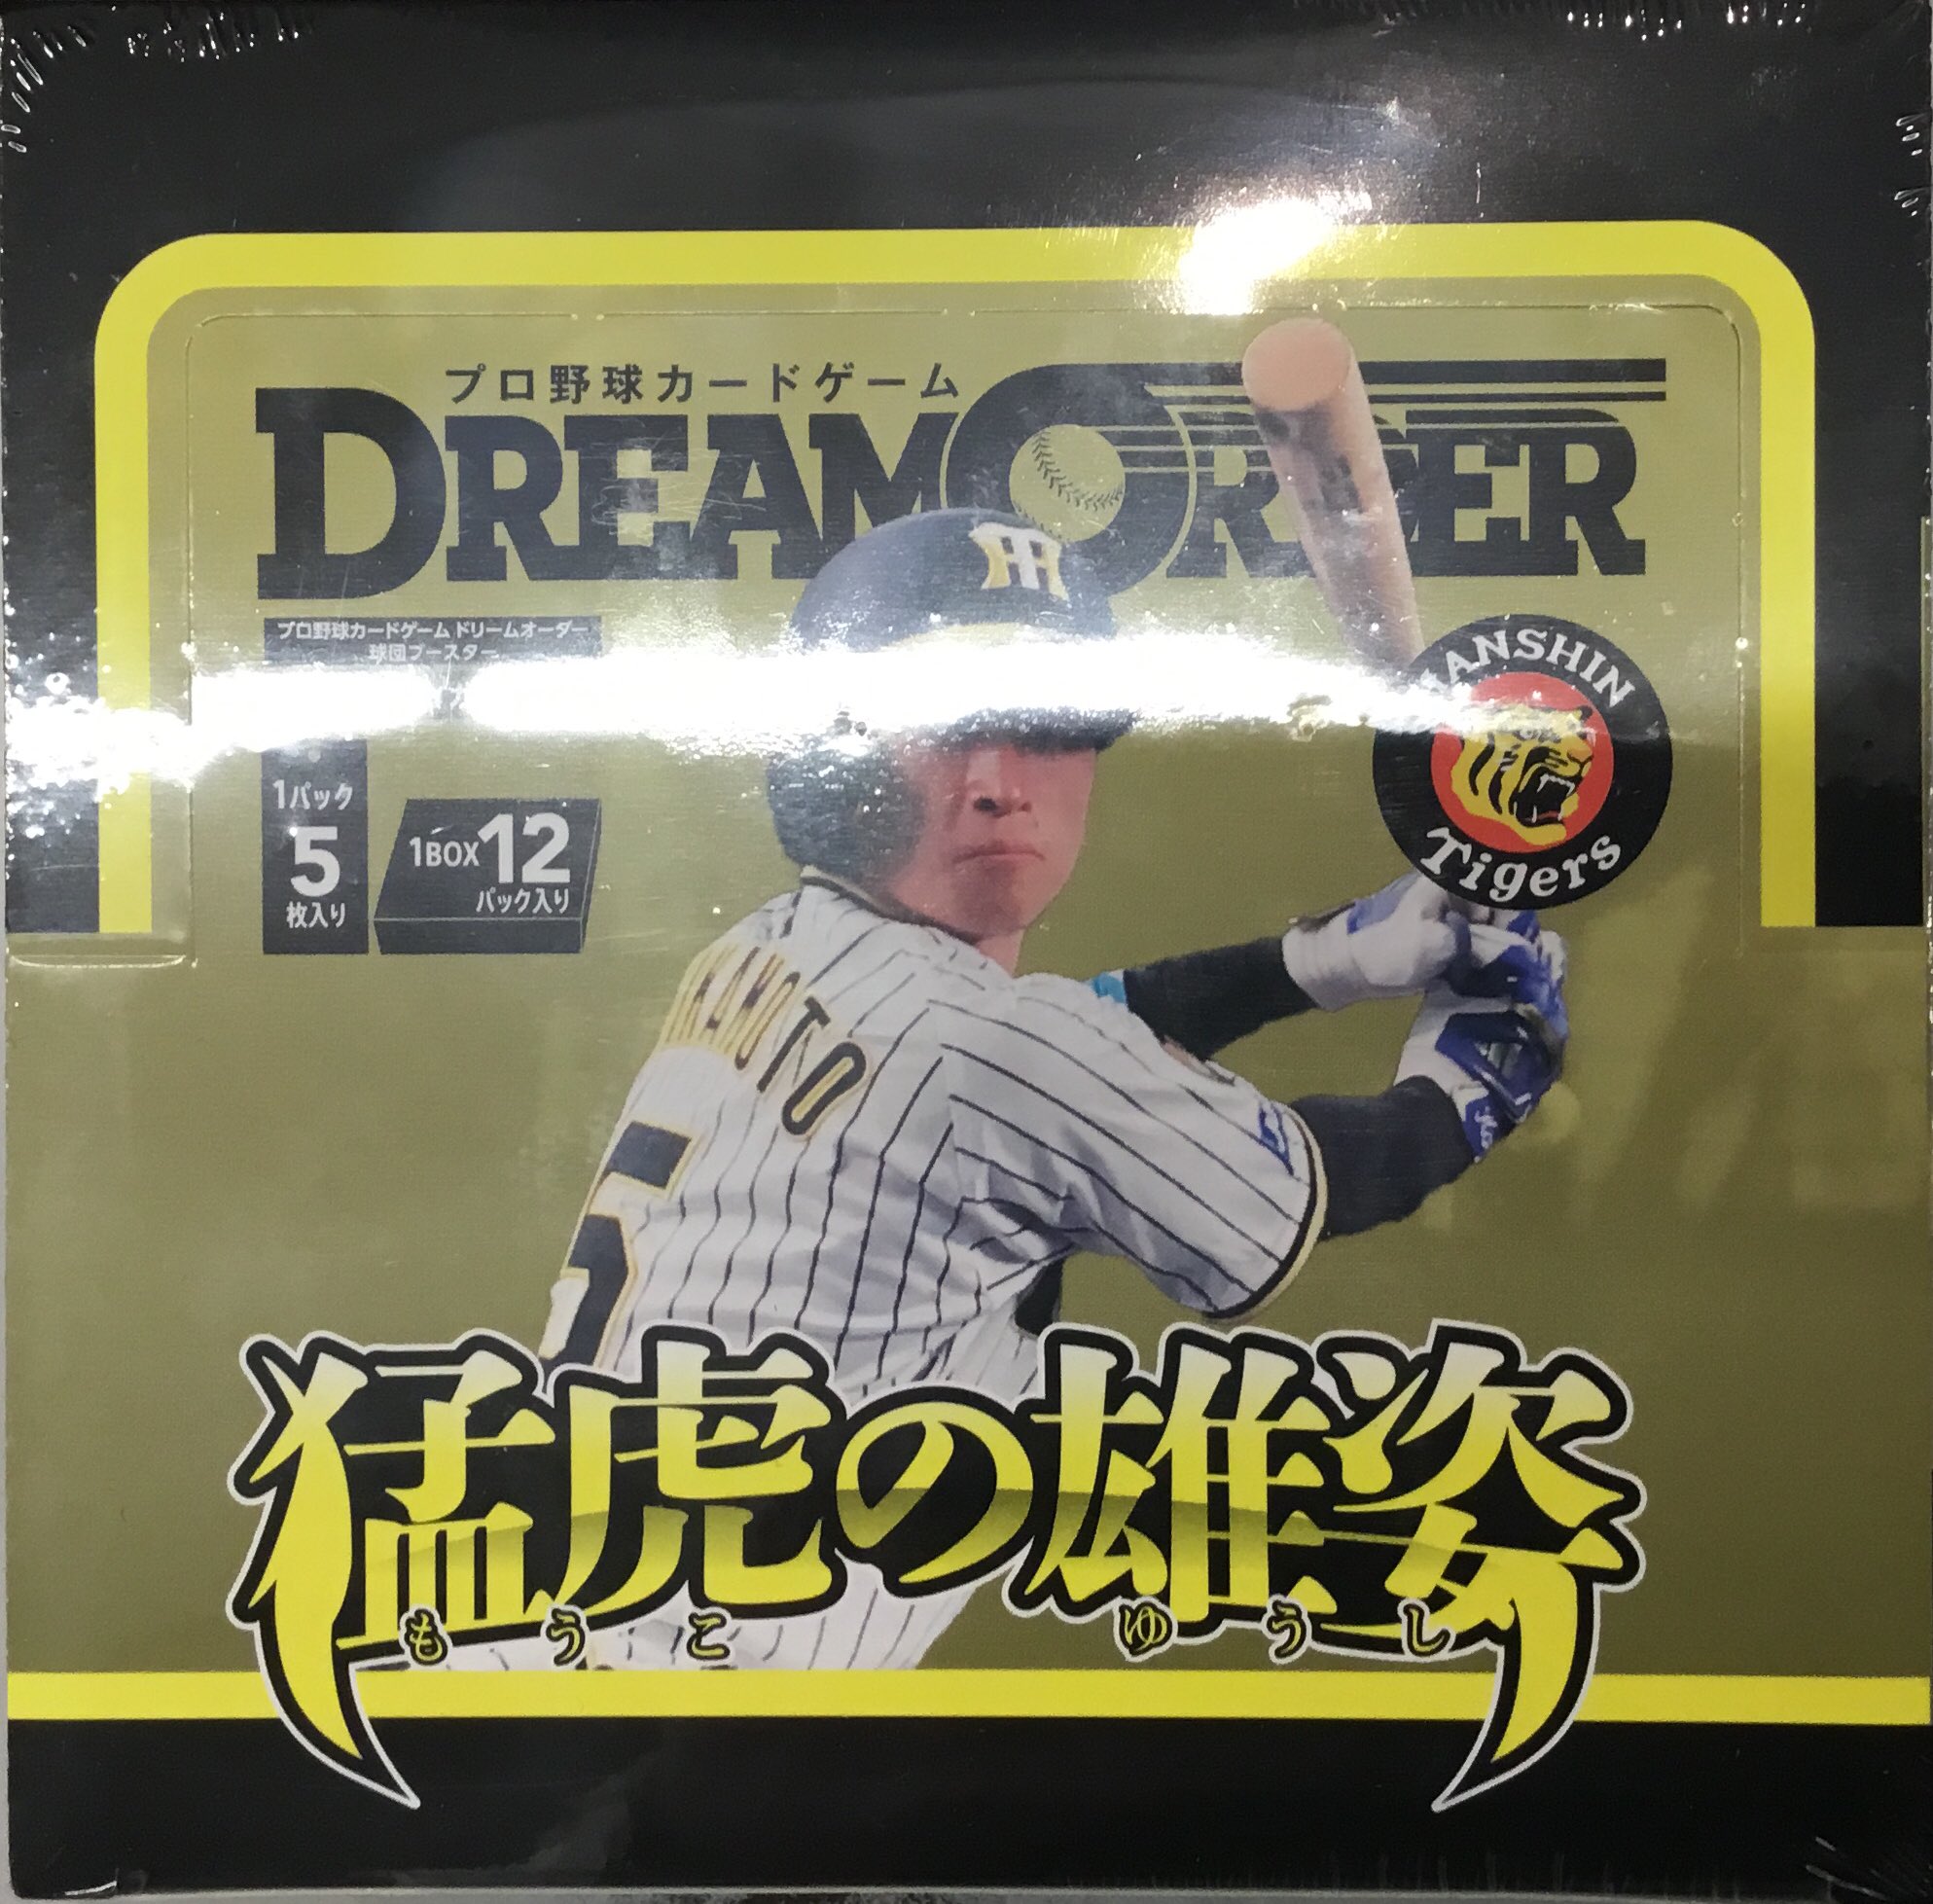 プロ野球カードゲーム
DREAM ORDER
プロ野球カードゲーム ドリームオーダー
球団ブースター
HANSHIN
Tigers
1パック
5
枚入り
1BOX12
パック入り
5
猛虎の雄姿
もうこ ゆうし